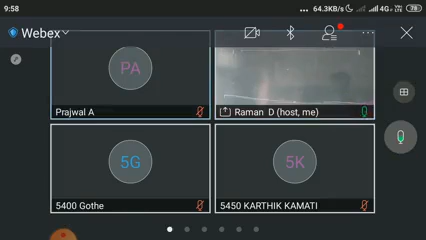 9:58
... 64.3KB/s 4G+ 78
Webex
PA
Prajwal A
Raman D (host, me)
5G
5400 Gothe
5K
5450 KARTHIK KAMATI